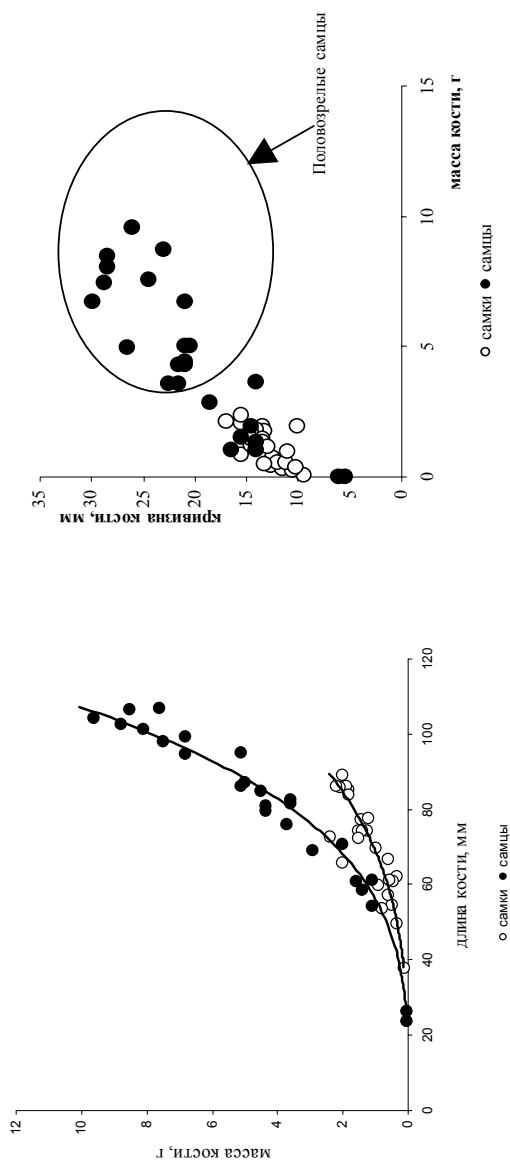 12
10
8
6
4
2
0
масса кости, г
0
20
40
60
80
100
120
длина кости, мм
самки
самцы
35
30
25
20
15
10
5
0
кривизна кости, мм
0
5
10
15
масса кости, г
Половозрелые самцы
самки
самцы